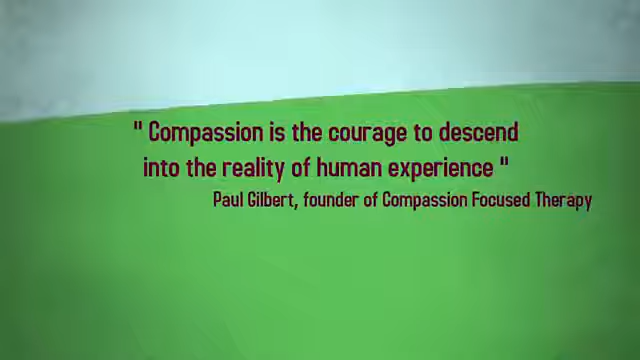 " Compassion is the courage to descend
into the reality of human experience "
Paul Gilbert, founder of Compassion Focused Therapy